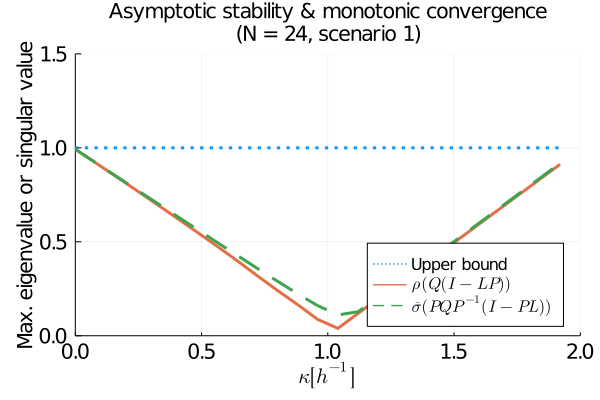 Asymptotic stability & monotonic convergence
(N = 24, scenario 1)
Max. eigenvalue or singular value
1.5
1.0
0.5
0.0
Upper bound
ρ(Q(I − LP))
σ̄(PQP⁻¹(I − PL))
0.0 0.5 1.0 1.5 2.0
κ[h⁻¹]